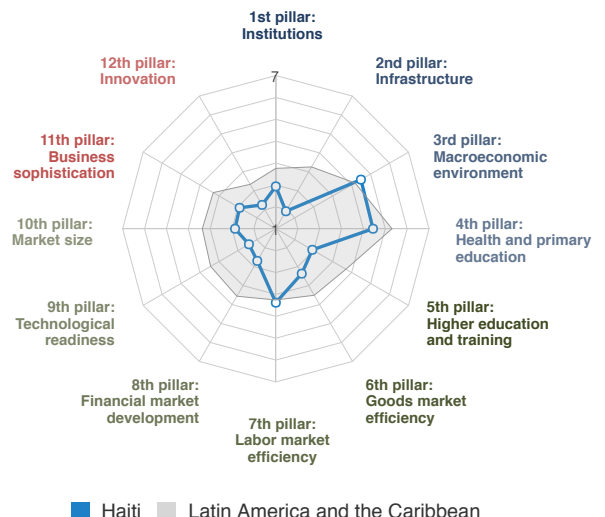 1st pillar:
Institutions
2nd pillar:
Infrastructure
3rd pillar:
Macroeconomic
environment
4th pillar:
Health and primary
education
5th pillar:
Higher education
and training
6th pillar:
Goods market
efficiency
7th pillar:
Labor market
efficiency
8th pillar:
Financial market
development
9th pillar:
Technological
readiness
10th pillar:
Market size
11th pillar:
Business
sophistication
12th pillar:
Innovation
7
1
Haiti
Latin America and the Caribbean